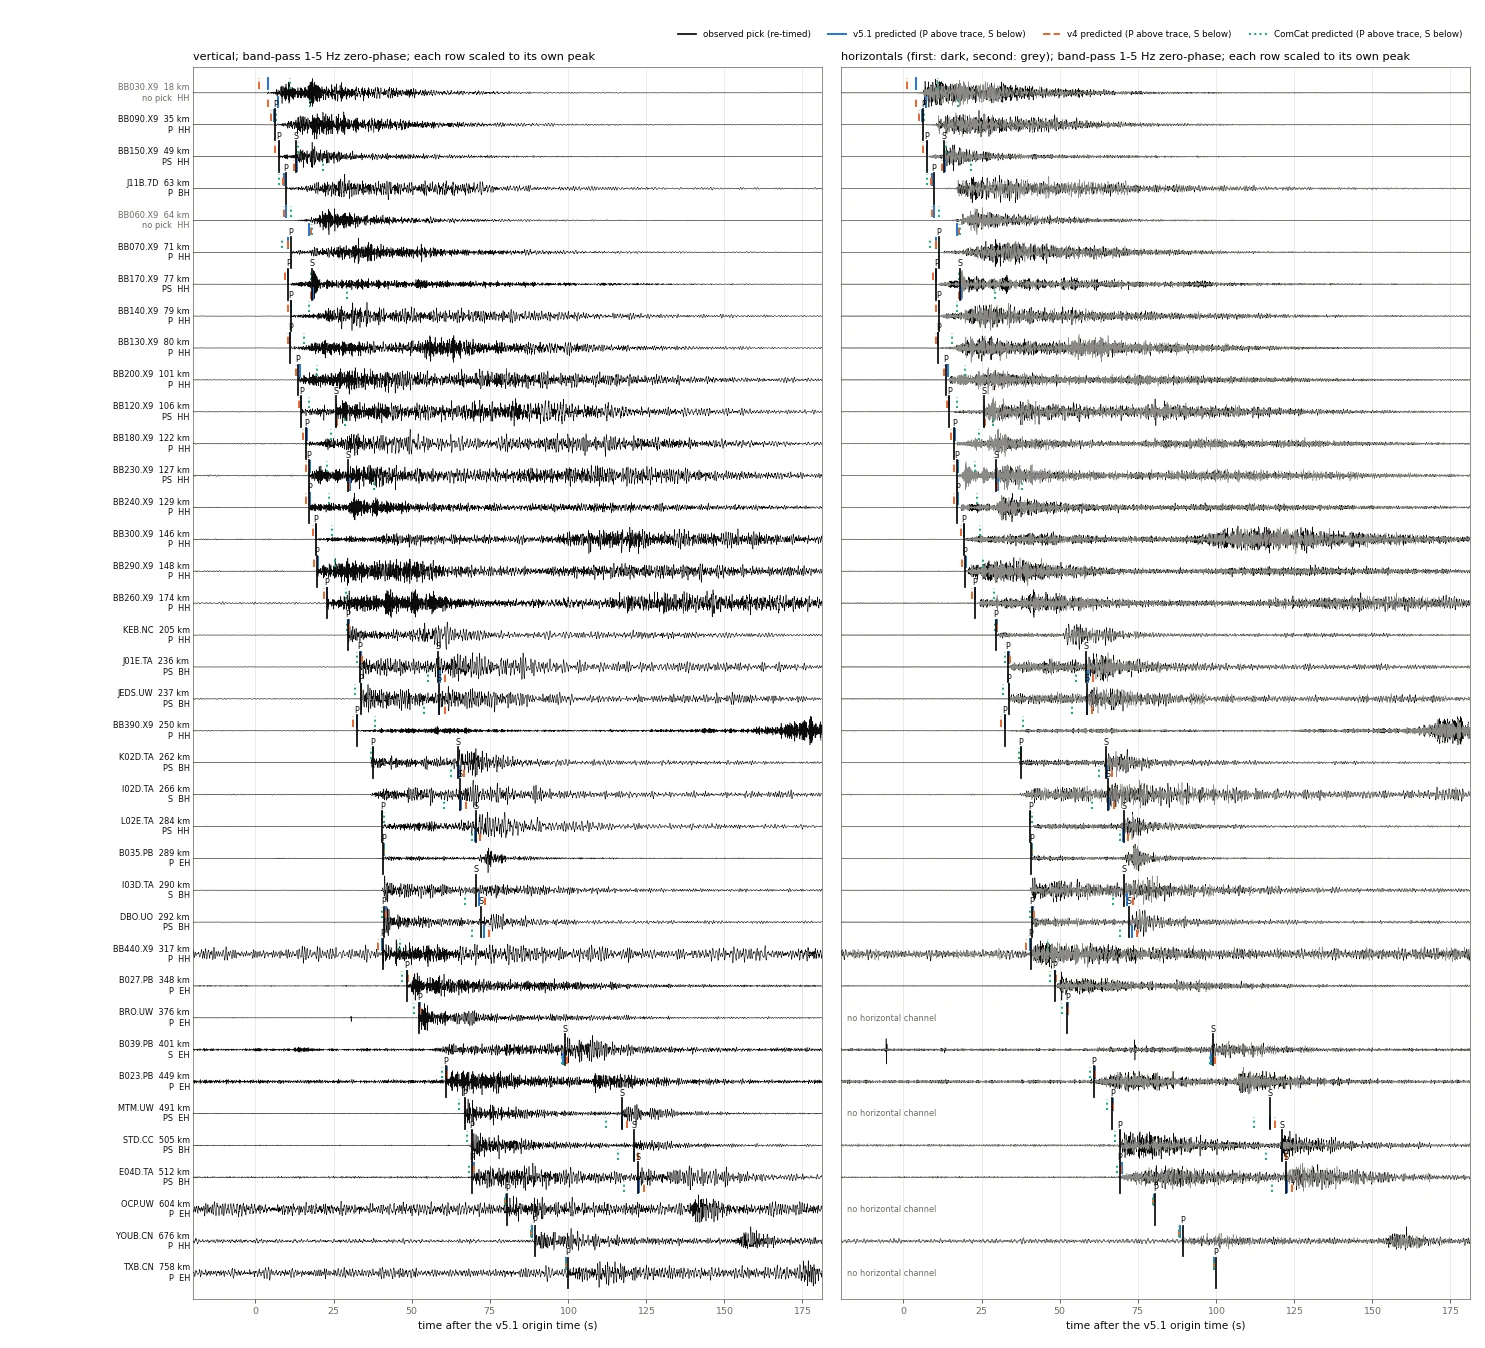 observed pick (re-timed)
v5.1 predicted (P above trace, S below)
v4 predicted (P above trace, S below)
ComCat predicted (P above trace, S below)
vertical; band-pass 1-5 Hz zero-phase; each row scaled to its own peak
horizontals (first: dark, second: grey); band-pass 1-5 Hz zero-phase; each row scaled to its own peak
BB030.X9 18 km
no pick HH
BB090.X9 35 km
P HH
BB150.X9 49 km
PS HH
J11B.7D 63 km
P BH
BB060.X9 64 km
no pick HH
BB070.X9 71 km
P HH
BB170.X9 77 km
PS HH
BB140.X9 79 km
P HH
BB130.X9 80 km
P HH
BB200.X9 101 km
P HH
BB120.X9 106 km
PS HH
BB180.X9 122 km
P HH
BB230.X9 127 km
PS HH
BB240.X9 129 km
P HH
BB300.X9 146 km
P HH
BB290.X9 148 km
P HH
BB260.X9 174 km
P HH
KEB.NC 205 km
P HH
J01E.TA 236 km
PS BH
JEDS.UW 237 km
PS BH
BB390.X9 250 km
P HH
K02D.TA 262 km
PS BH
I02D.TA 266 km
S BH
L02E.TA 284 km
PS HH
B035.PB 289 km
P EH
I03D.TA 290 km
S BH
DBO.UO 292 km
PS BH
BB440.X9 317 km
P HH
B027.PB 348 km
P EH
BRO.UW 376 km
P EH
no horizontal channel
B039.PB 401 km
S EH
B023.PB 449 km
P EH
MTM.UW 491 km
PS EH
no horizontal channel
STD.CC 505 km
PS BH
E04D.TA 512 km
PS BH
OCP.UW 604 km
P EH
no horizontal channel
YOUB.CN 676 km
P HH
TXB.CN 758 km
P EH
no horizontal channel
0 25 50 75 100 125 150 175
0 25 50 75 100 125 150 175
time after the v5.1 origin time (s)
time after the v5.1 origin time (s)